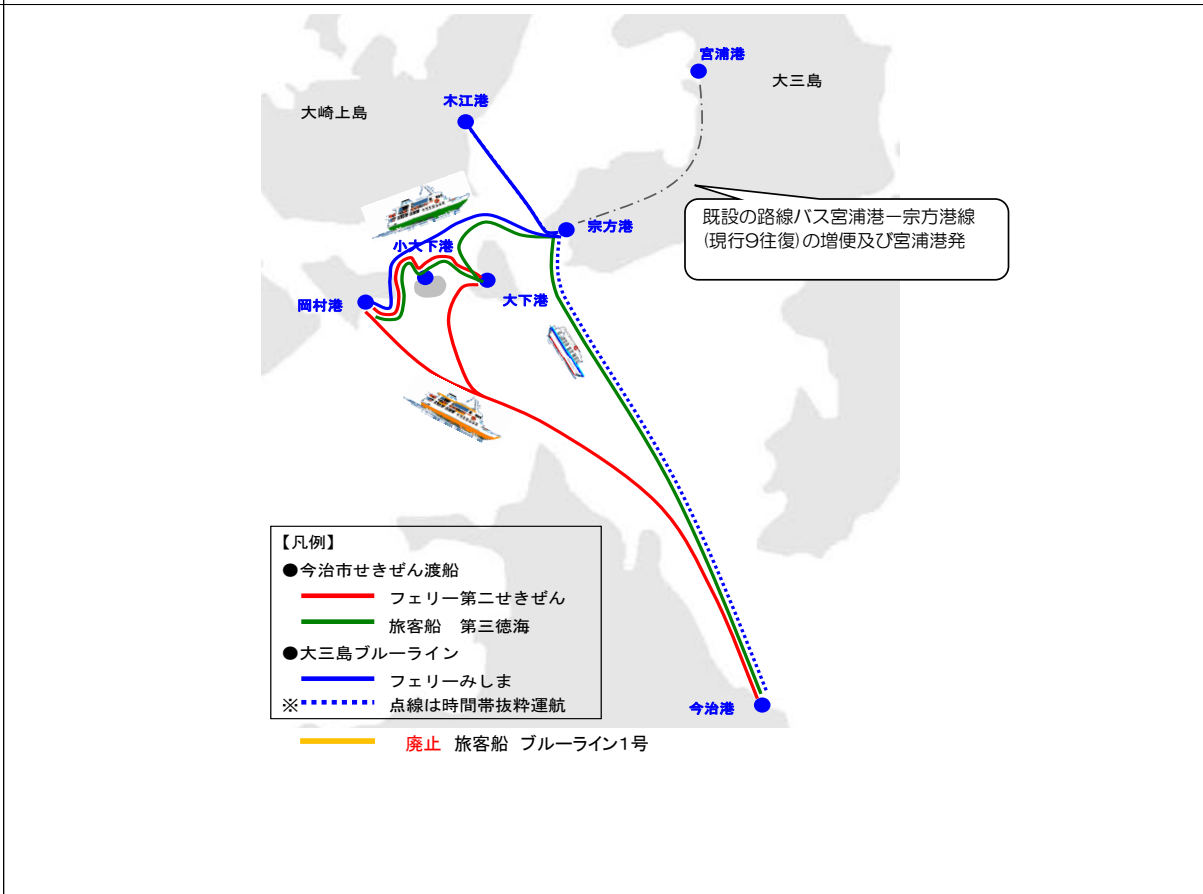 宮浦港
大三島
木江港
大崎上島
既設の路線バス宮浦港－宗方港線
(現行9往復)の増便及び宮浦港発
宗方港
小大下港
大下港
岡村港
【凡例】
●今治市せきぜん渡船
フェリー第二せきぜん
旅客船　第三徳海
●大三島ブルーライン
フェリーみしま
※ 点線は時間帯抜粋運航
今治港
廃止 旅客船 ブルーライン1号